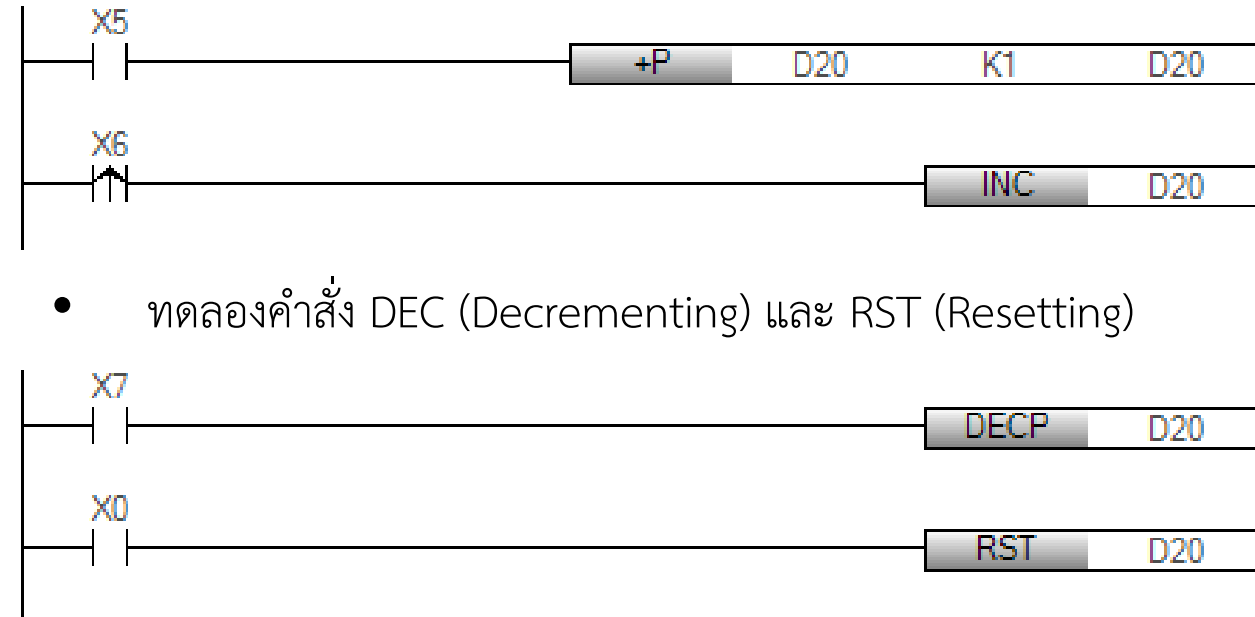 X5
+P D20 K1 D20
X6
INC D20
• ทดลองคำสั่ง DEC (Decrementing) และ RST (Resetting)
X7
DECP D20
X0
RST D20